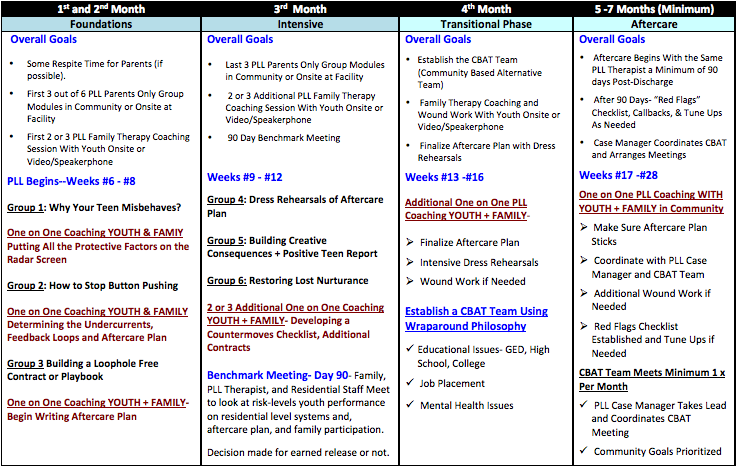 1st and 2nd Month
Foundations
Overall Goals
• Some Respite Time for Parents (if
possible).
• First 3 out of 6 PLL Parents Only Group
Modules in Community or Onsite at
Facility
• First 2 or 3 PLL Family Therapy Coaching
Session With Youth Onsite or
Video/Speakerphone
PLL Begins--Weeks #6 - #8
Group 1: Why Your Teen Misbehaves?
One on One Coaching YOUTH & FAMIY
Putting All the Protective Factors on the
Radar Screen
Group 2: How to Stop Button Pushing
One on One Coaching YOUTH & FAMILY
Determining the Undercurrents,
Feedback Loops and Aftercare Plan
Group 3 Building a Loophole Free
Contract or Playbook
One on One Coaching YOUTH + FAMILY-
Begin Writing Aftercare Plan
3rd Month
Intensive
Overall Goals
• Last 3 PLL Parents Only Group Modules
in Community or Onsite at Facility
• 2 or 3 Additional PLL Family Therapy
Coaching Session With Youth Onsite or
Video/Speakerphone
• 90 Day Benchmark Meeting
Weeks #9 - #12
Group 4: Dress Rehearsals of Aftercare
Plan
Group 5: Building Creative
Consequences + Positive Teen Report
Group 6: Restoring Lost Nurturance
2 or 3 Additional One on One Coaching
YOUTH + FAMILY- Developing a
Countermoves Checklist, Additional
Contracts
Benchmark Meeting- Day 90- Family,
PLL Therapist, and Residential Staff Meet
to look at risk-levels youth performance
on residential level systems and,
aftercare plan, and family participation.
Decision made for earned release or not.
4th Month
Transitional Phase
Overall Goals
• Establish the CBAT Team
(Community Based Alternative
Team)
• Family Therapy Coaching and
Wound Work With Youth Onsite or
Video/Speakerphone
• Finalize Aftercare Plan with Dress
Rehearsals
Weeks #13 -#16
Additional One on One PLL
Coaching YOUTH + FAMILY-
➢ Finalize Aftercare Plan
➢ Intensive Dress Rehearsals
➢ Wound Work if Needed
Establish a CBAT Team Using
Wraparound Philosophy
✓ Educational Issues- GED, High
School, College
✓ Job Placement
✓ Mental Health Issues
5 -7 Months (Minimum)
Aftercare
Overall Goals
• Aftercare Begins With the Same
PLL Therapist a Minimum of 90
days Post-Discharge
• After 90 Days- “Red Flags”
Checklist, Callbacks, & Tune Ups
As Needed
• Case Manager Coordinates CBAT
and Arranges Meetings
Weeks #17 -#28
One on One PLL Coaching WITH
YOUTH + FAMILY in Community
➢ Make Sure Aftercare Plan
Sticks
➢ Coordinate with PLL Case
Manager and CBAT Team
➢ Additional Wound Work if
Needed
➢ Red Flags Checklist
Established and Tune Ups if
Needed
CBAT Team Meets Minimum 1 x
Per Month
✓ PLL Case Manager Takes Lead
and Coordinates CBAT
Meeting
✓ Community Goals Prioritized